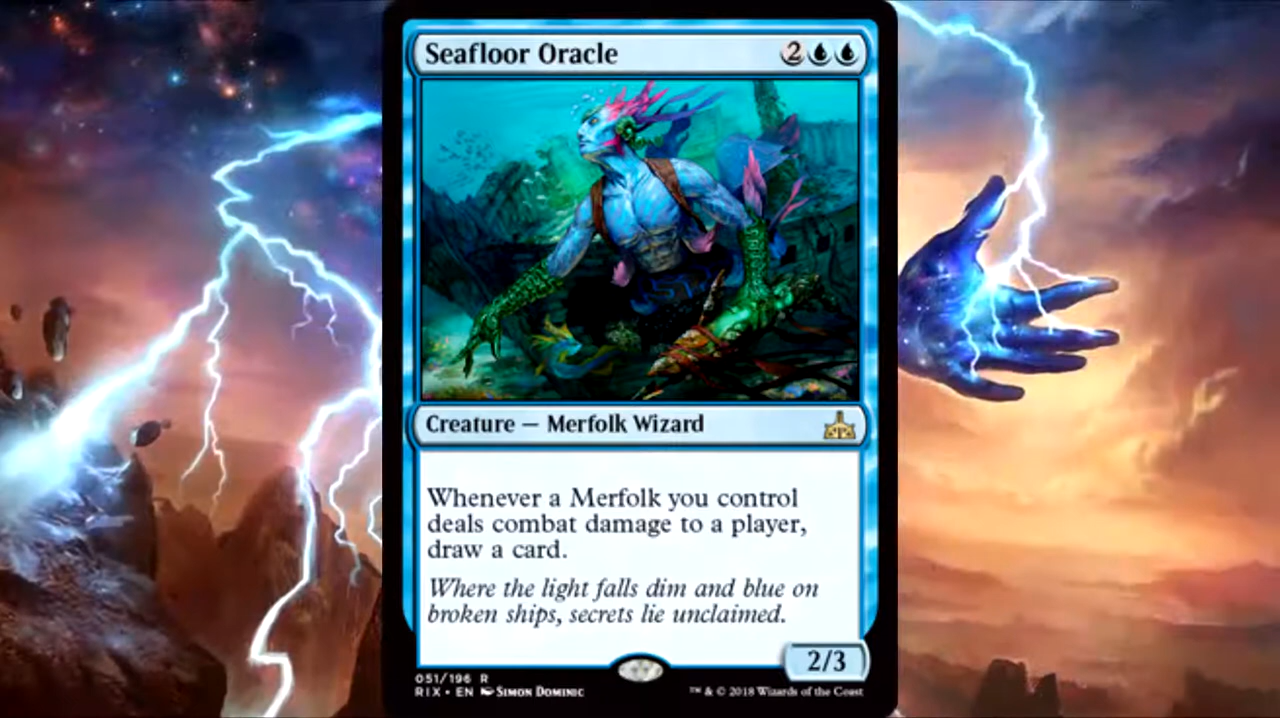 Seafloor Oracle 2
Creature — Merfolk Wizard
Whenever a Merfolk you control
deals combat damage to a player,
draw a card.
Where the light falls dim and blue on
broken ships, secrets lie unclaimed.
2/3
051/196 R
RIX • EN Simon Dominic
™ & © 2018 Wizards of the Coast